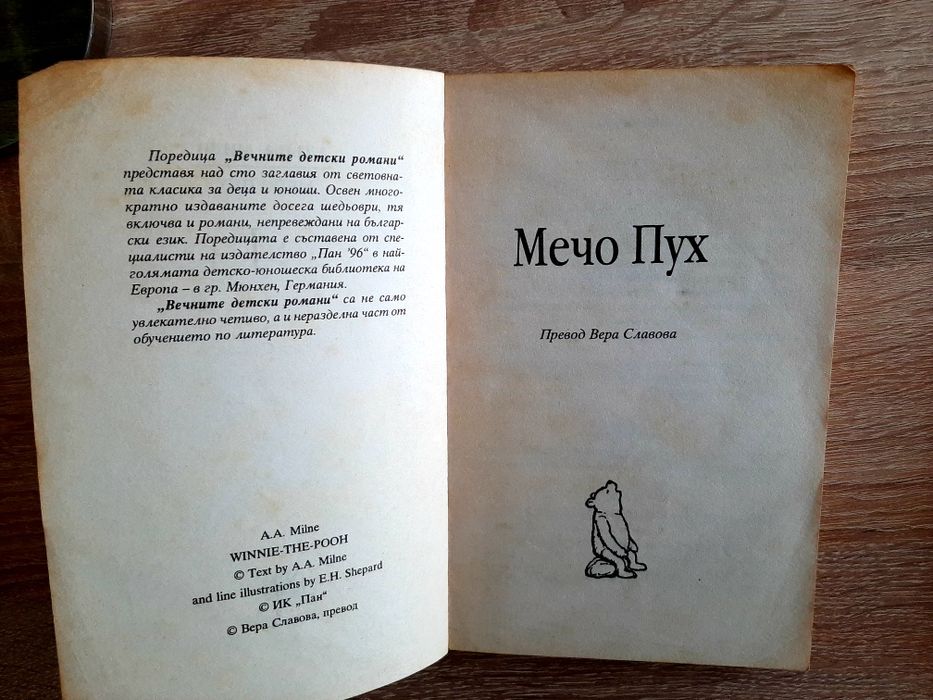 Поредица „Вечните детски романи“
представя над сто заглавия от световна-
та класика за деца и юноши. Освен много-
кратно издаваните досега шедьоври, тя
включва и романи, непревеждани на българ-
ски език. Поредицата е съставена от спе-
циалисти на издателство „Пан '96“ в най-
голямата детско-юношеска библиотека на
Европа – в гр. Мюнхен, Германия.
„Вечните детски романи“ са не само
увлекателно четиво, а и неразделна част от
обучението по литература.
A.A. Milne
WINNIE-THE-POOH
© Text by A.A. Milne
and line illustrations by E.H. Shepard
© ИК „Пан“
© Вера Славова, превод
Мечо Пух
Превод Вера Славова